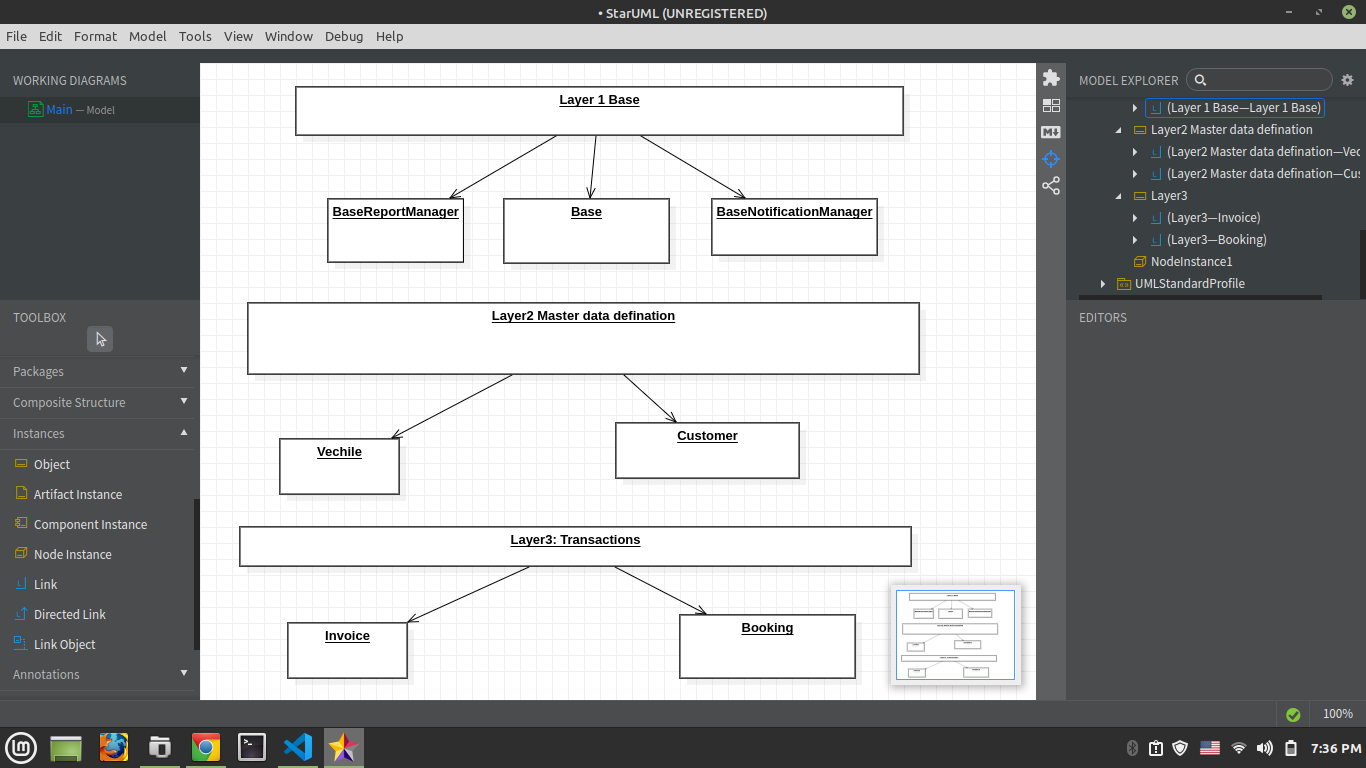 • StarUML (UNREGISTERED)
File Edit Format Model Tools View Window Debug Help
WORKING DIAGRAMS
Main — Model
TOOLBOX
Packages
Composite Structure
Instances
Object
Artifact Instance
Component Instance
Node Instance
Link
Directed Link
Link Object
Annotations
Layer 1 Base
BaseReportManager
Base
BaseNotificationManager
Layer2 Master data defination
Vechile
Customer
Layer3: Transactions
Invoice
Booking
M
MODEL EXPLORER
(Layer 1 Base—Layer 1 Base)
Layer2 Master data defination
(Layer2 Master data defination—Vec
(Layer2 Master data defination—Cus
Layer3
(Layer3—Invoice)
(Layer3—Booking)
NodeInstance1
UMLStandardProfile
EDITORS
100%
7:36 PM